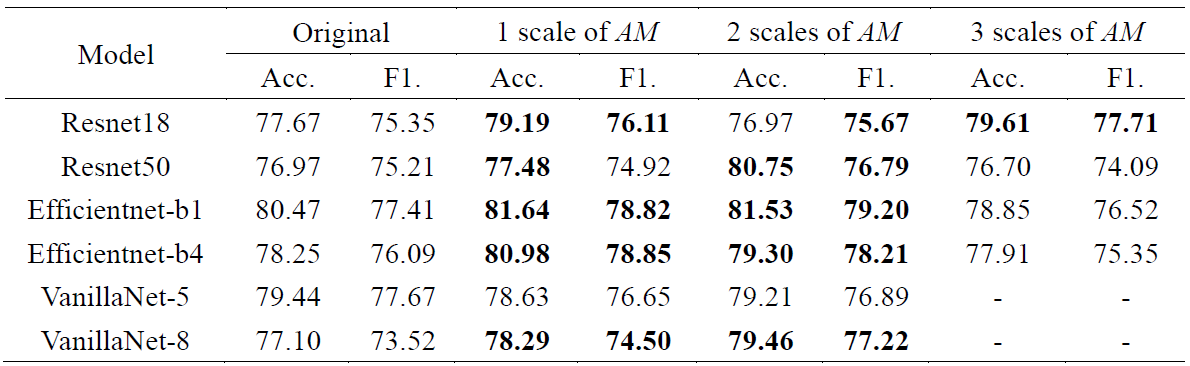 Model Original 1 scale of AM 2 scales of AM 3 scales of AM
Acc. F1. Acc. F1. Acc. F1. Acc. F1.
Resnet18 77.67 75.35 79.19 76.11 76.97 75.67 79.61 77.71
Resnet50 76.97 75.21 77.48 74.92 80.75 76.79 76.70 74.09
Efficientnet-b1 80.47 77.41 81.64 78.82 81.53 79.20 78.85 76.52
Efficientnet-b4 78.25 76.09 80.98 78.85 79.30 78.21 77.91 75.35
VanillaNet-5 79.44 77.67 78.63 76.65 79.21 76.89 - -
VanillaNet-8 77.10 73.52 78.29 74.50 79.46 77.22 - -